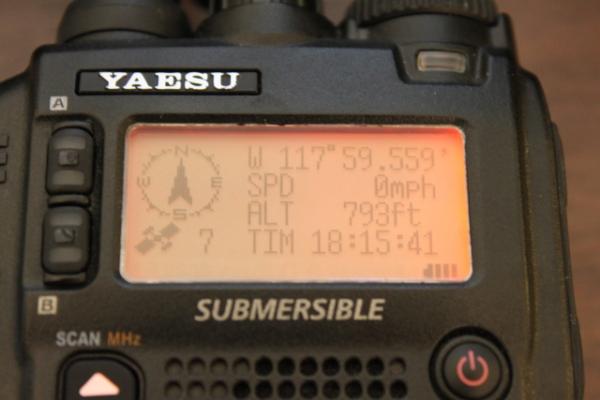 YAESU
A
N
W E
S
W 117°59.559'
SPD 0mph
ALT 793ft
7 TIM 18:15:41
B
SUBMERSIBLE
SCAN MHz